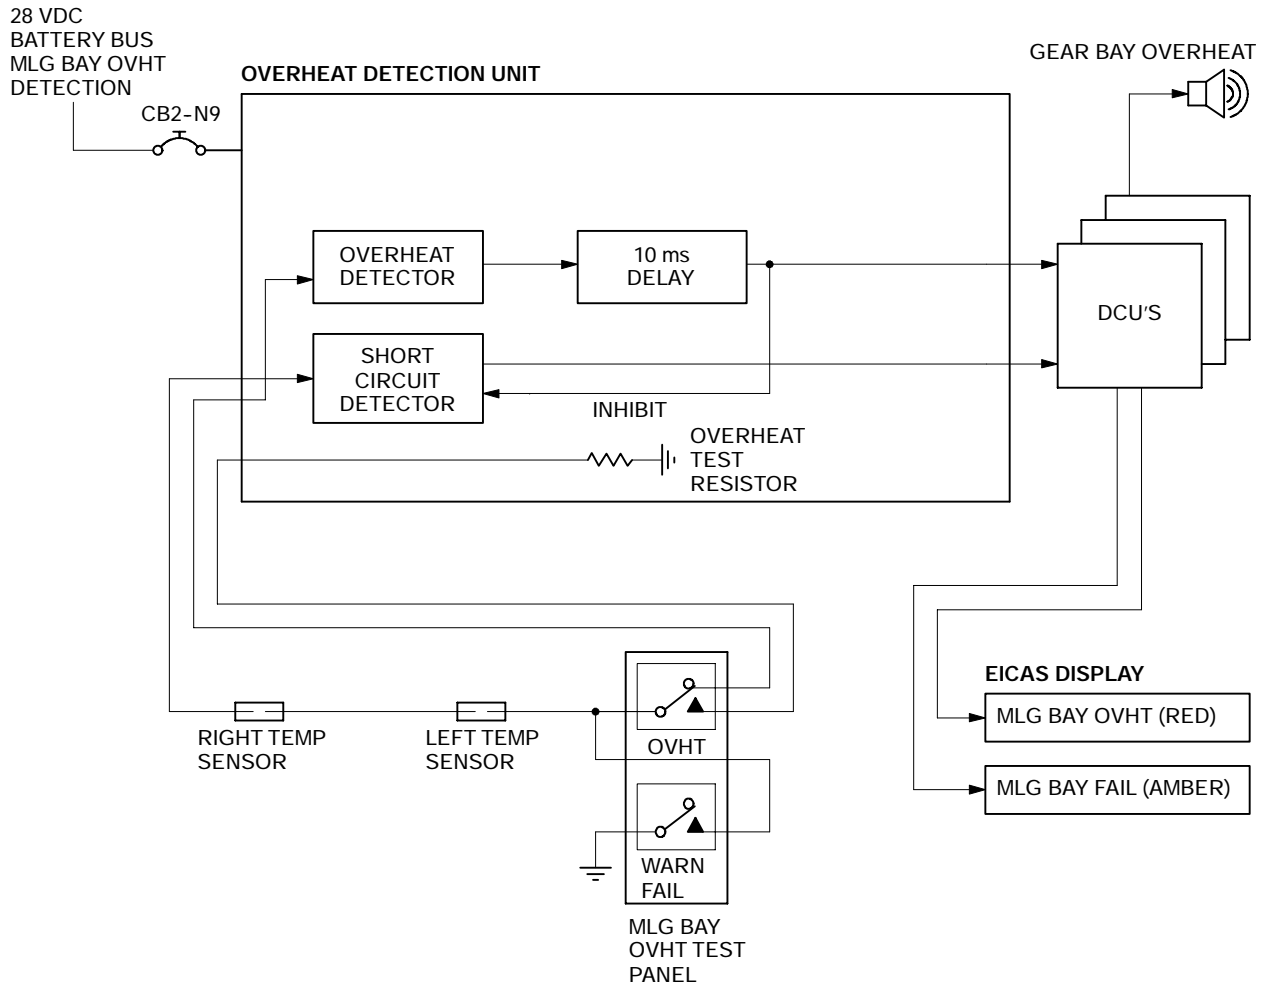 28 VDC
BATTERY BUS
MLG BAY OVHT
DETECTION
CB2-N9
OVERHEAT DETECTION UNIT
GEAR BAY OVERHEAT
OVERHEAT
DETECTOR
10 ms
DELAY
DCU'S
SHORT
CIRCUIT
DETECTOR
INHIBIT
OVERHEAT
TEST
RESISTOR
EICAS DISPLAY
MLG BAY OVHT (RED)
MLG BAY FAIL (AMBER)
RIGHT TEMP
SENSOR
LEFT TEMP
SENSOR
OVHT
WARN
FAIL
MLG BAY
OVHT TEST
PANEL